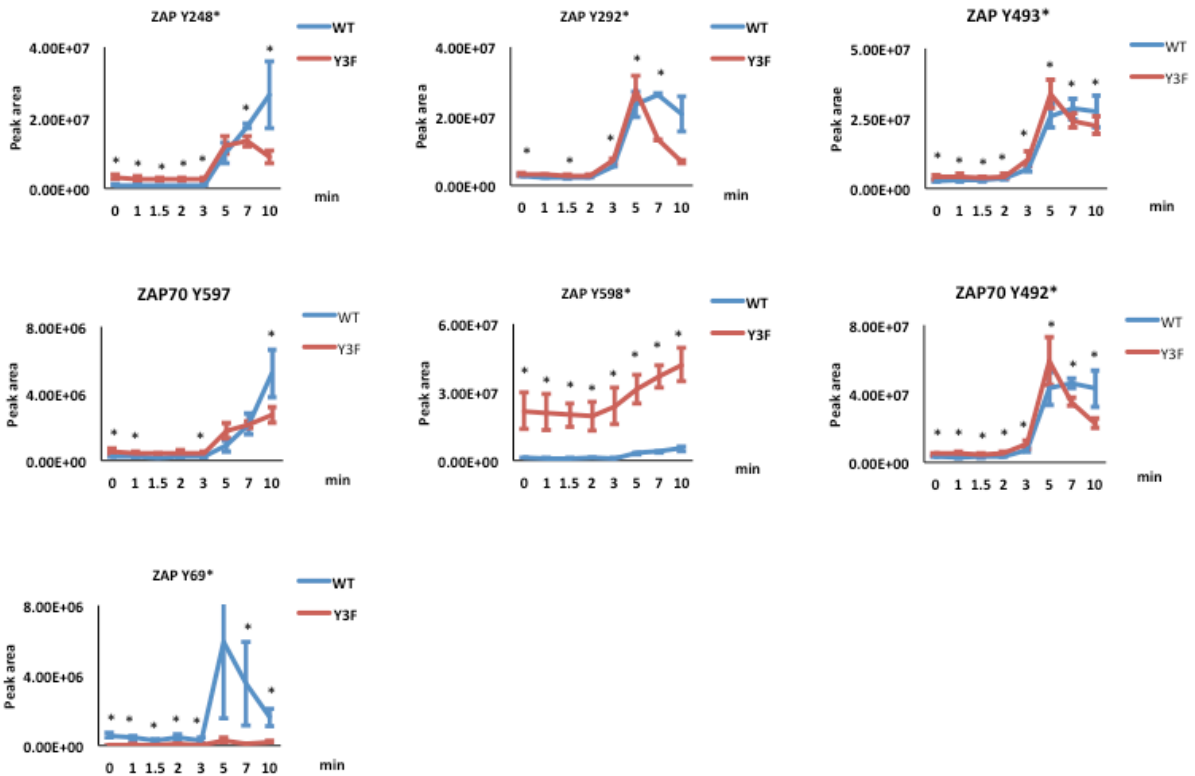 ZAP Y248*
WT
Y3F
4.00E+07
2.00E+07
0.00E+00
Peak area
* * * * * * *
0 1 1.5 2 3 5 7 10
min
ZAP Y292*
WT
Y3F
4.00E+07
2.00E+07
0.00E+00
Peak area
* * * * *
0 1 1.5 2 3 5 7 10
min
ZAP Y493*
WT
Y3F
5.00E+07
2.50E+07
0.00E+00
Peak arae
* * * * * * * *
0 1 1.5 2 3 5 7 10
min
ZAP70 Y597
WT
Y3F
8.00E+06
4.00E+06
0.00E+00
Peak area
* * * *
0 1 1.5 2 3 5 7 10
min
ZAP Y598*
WT
Y3F
6.00E+07
3.00E+07
0.00E+00
Peak area
* * * * * * * *
0 1 1.5 2 3 5 7 10
min
ZAP70 Y492*
WT
Y3F
8.00E+07
4.00E+07
0.00E+00
Peak area
* * * * * * * *
0 1 1.5 2 3 5 7 10
min
ZAP Y69*
WT
Y3F
8.00E+06
4.00E+06
0.00E+00
Peak area
* * * * * * *
0 1 1.5 2 3 5 7 10
min